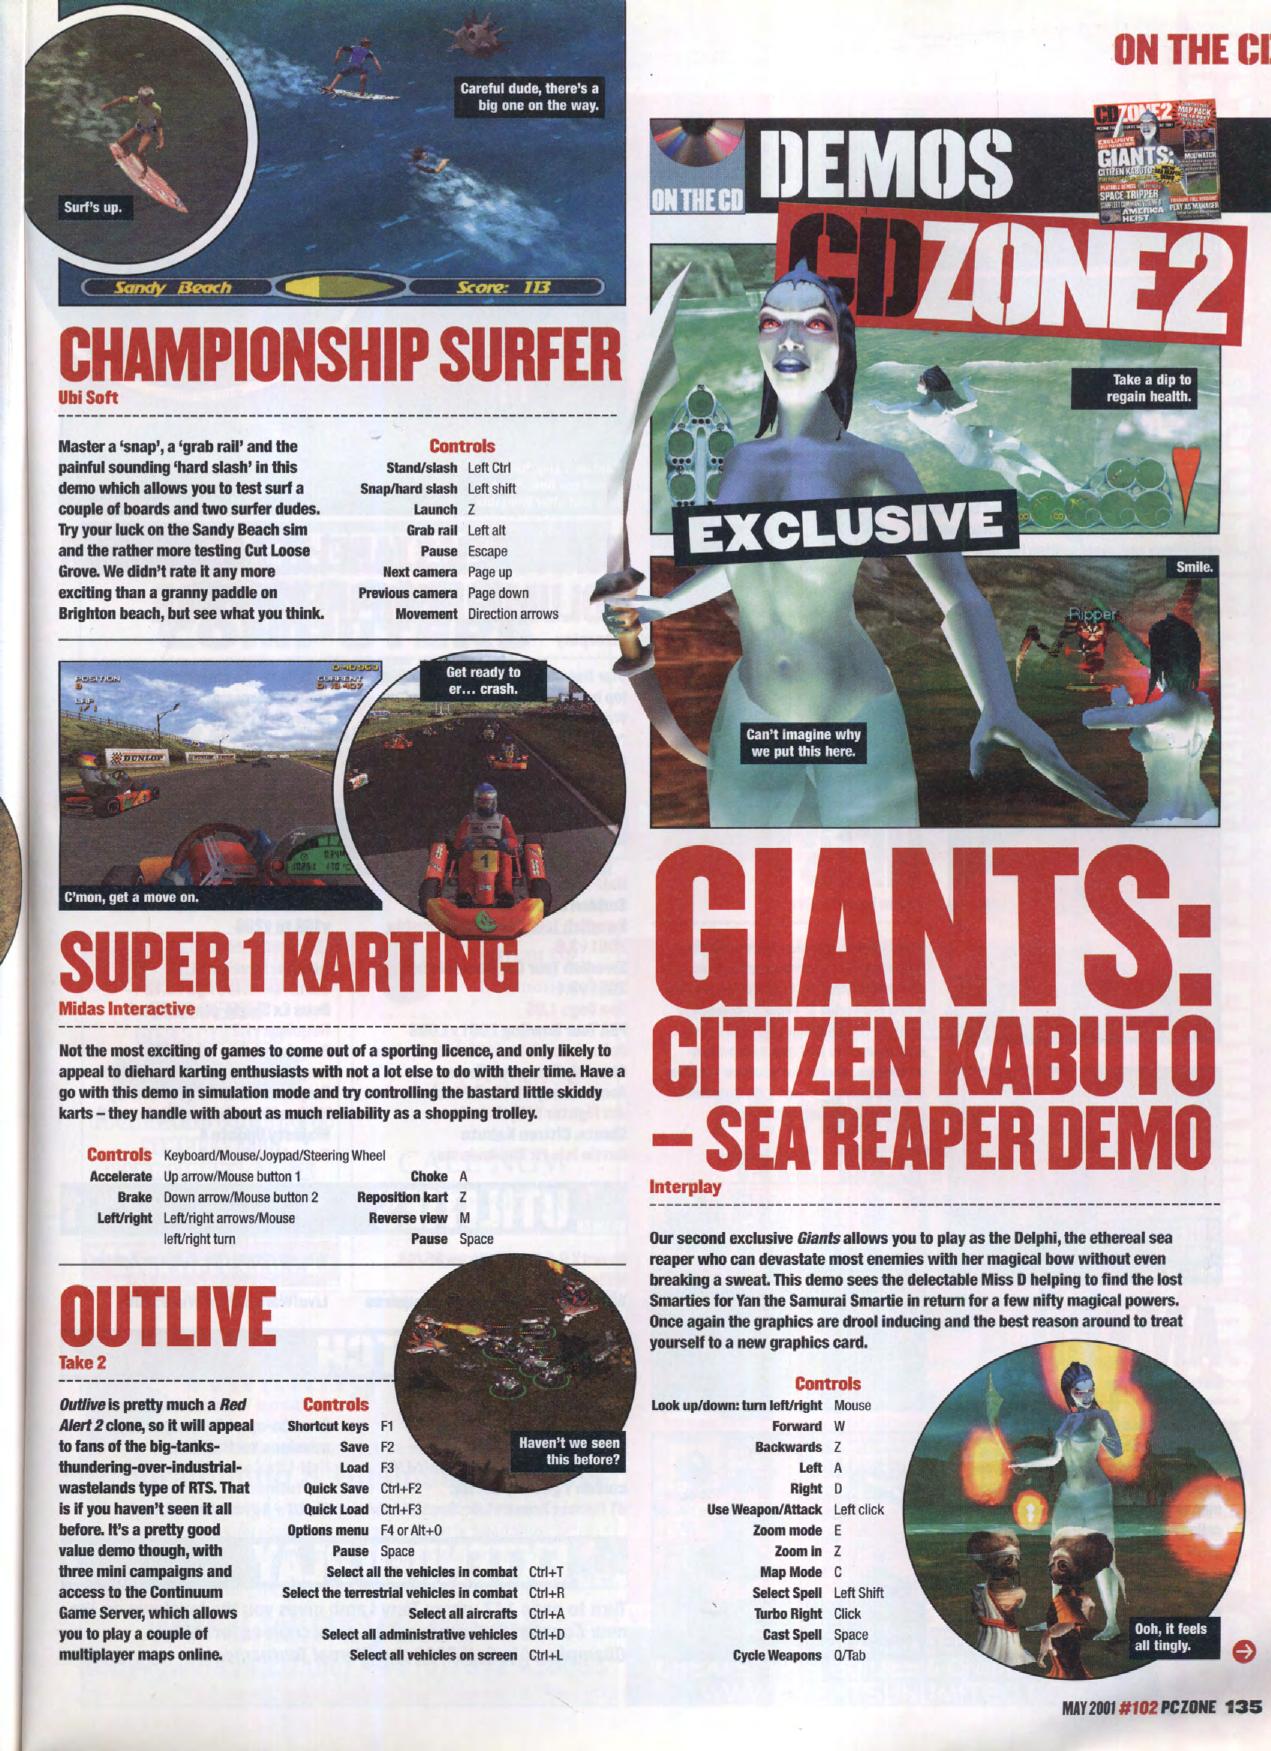 Careful dude, there's a
big one on the way.
Surf's up.
Sandy Beach
Score: 113
CHAMPIONSHIP SURFER
Ubi Soft
Master a 'snap', a 'grab rail' and the
painful sounding 'hard slash' in this
demo which allows you to test surf a
couple of boards and two surfer dudes.
Try your luck on the Sandy Beach sim
and the rather more testing Cut Loose
Grove. We didn't rate it any more
exciting than a granny paddle on
Brighton beach, but see what you think.
Controls
Stand/slash Left Ctrl
Snap/hard slash Left shift
Launch Z
Grab rail Left alt
Pause Escape
Next camera Page up
Previous camera Page down
Movement Direction arrows
POSITION
LAP
CURRENT
DUNLOP
Get ready to
er... crash.
1
C'mon, get a move on.
SUPER 1 KARTING
Midas Interactive
Not the most exciting of games to come out of a sporting licence, and only likely to
appeal to diehard karting enthusiasts with not a lot else to do with their time. Have a
go with this demo in simulation mode and try controlling the bastard little skiddy
karts – they handle with about as much reliability as a shopping trolley.
Controls Keyboard/Mouse/Joypad/Steering Wheel
Accelerate Up arrow/Mouse button 1
Brake Down arrow/Mouse button 2
Left/right Left/right arrows/Mouse
left/right turn
Choke A
Reposition kart Z
Reverse view M
Pause Space
OUTLIVE
Take 2
Outlive is pretty much a Red
Alert 2 clone, so it will appeal
to fans of the big-tanks-
thundering-over-industrial-
wastelands type of RTS. That
is if you haven't seen it all
before. It's a pretty good
value demo though, with
three mini campaigns and
access to the Continuum
Game Server, which allows
you to play a couple of
multiplayer maps online.
Haven't we seen
this before?
Controls
Shortcut keys F1
Save F2
Load F3
Quick Save Ctrl+F2
Quick Load Ctrl+F3
Options menu F4 or Alt+O
Pause Space
Select all the vehicles in combat Ctrl+T
Select the terrestrial vehicles in combat Ctrl+R
Select all aircrafts Ctrl+A
Select all administrative vehicles Ctrl+D
Select all vehicles on screen Ctrl+L
ON THE CD
ON THE CD
DEMOS
CDZONE2
GIANTS:
CITIZEN KABUTO
SPACE TRIPPER
AMERICA
HEIST
PLAY AS MANAGER
CDZONE2
Take a dip to
regain health.
EXCLUSIVE
Smile.
Ripper
Can't imagine why
we put this here.
GIANTS:
CITIZEN KABUTO
– SEA REAPER DEMO
Interplay
Our second exclusive Giants allows you to play as the Delphi, the ethereal sea
reaper who can devastate most enemies with her magical bow without even
breaking a sweat. This demo sees the delectable Miss D helping to find the lost
Smarties for Yan the Samurai Smartie in return for a few nifty magical powers.
Once again the graphics are drool inducing and the best reason around to treat
yourself to a new graphics card.
Controls
Look up/down: turn left/right Mouse
Forward W
Backwards Z
Left A
Right D
Use Weapon/Attack Left click
Zoom mode E
Zoom in Z
Map Mode C
Select Spell Left Shift
Turbo Right Click
Cast Spell Space
Cycle Weapons Q/Tab
Ooh, it feels
all tingly.
MAY 2001 #102 PC ZONE 135